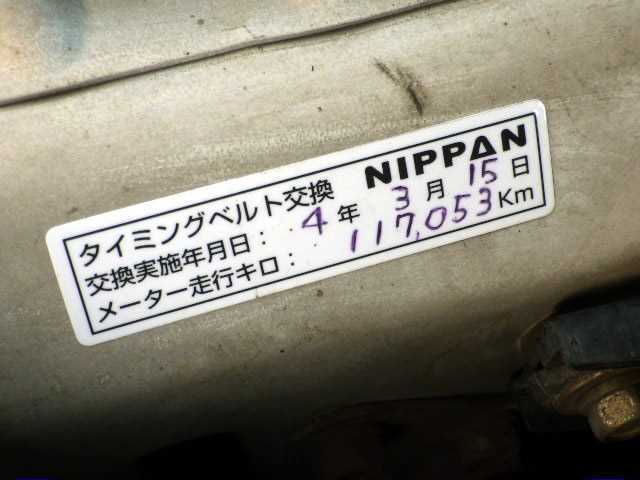 タイミングベルト交換 NIPPAN
交換実施年月日: 4年 3月 15日
メーター走行キロ: 117,053Km